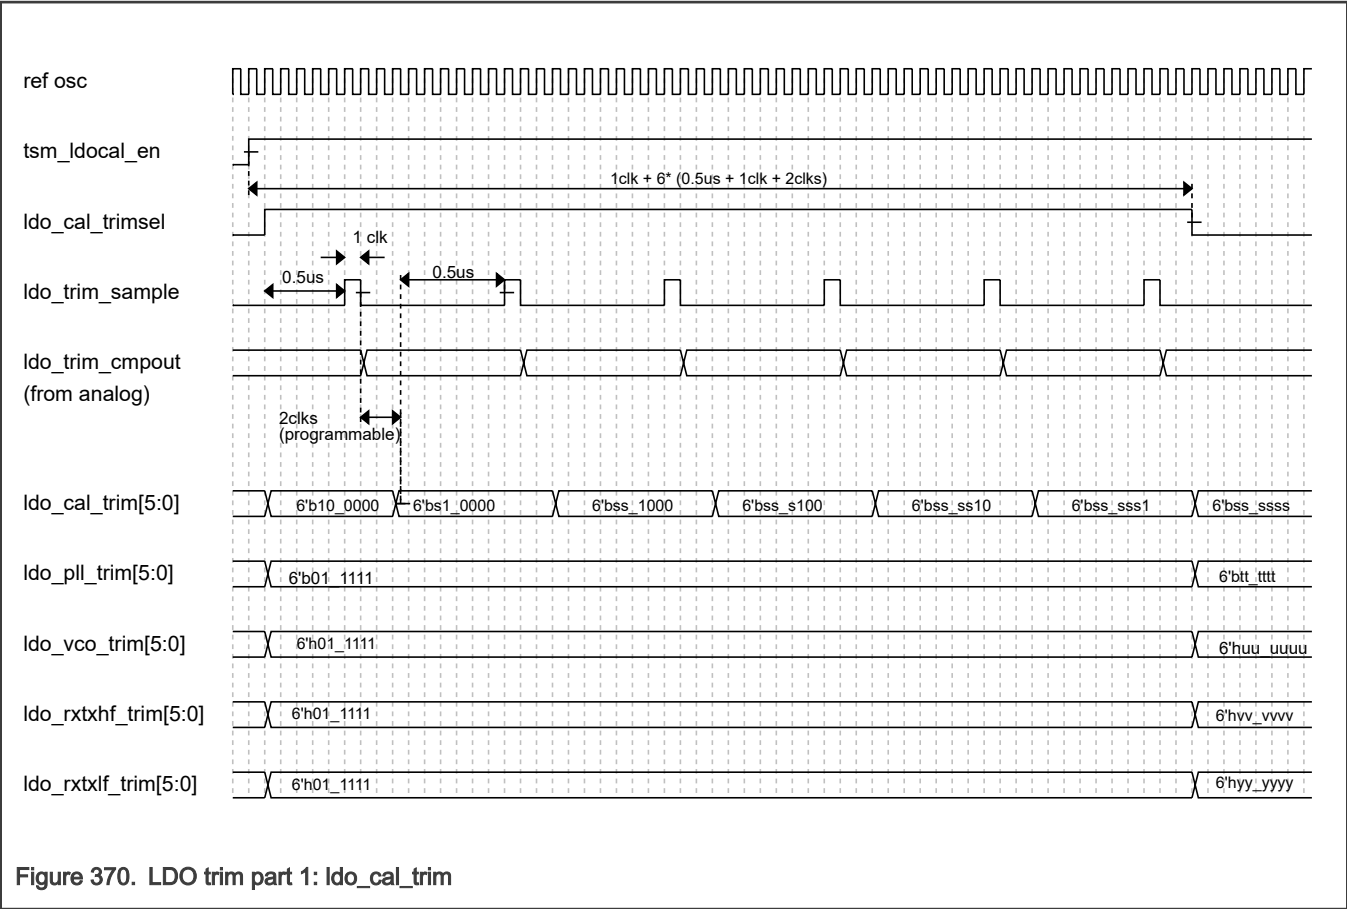 ref osc
tsm_ldocal_en
1clk + 6* (0.5us + 1clk + 2clks)
ldo_cal_trimsel
1 clk
0.5us
0.5us
ldo_trim_sample
ldo_trim_cmpout
(from analog)
2clks
(programmable)
ldo_cal_trim[5:0]
6'b10_0000
6'bs1_0000
6'bss_1000
6'bss_s100
6'bss_ss10
6'bss_sss1
6'bss_ssss
ldo_pll_trim[5:0]
6'b01_1111
6'btt_tttt
ldo_vco_trim[5:0]
6'h01_1111
6'huu_uuuu
ldo_rxtxhf_trim[5:0]
6'h01_1111
6'hvv_vvvv
ldo_rxtxlf_trim[5:0]
6'h01_1111
6'hyy_yyyy
Figure 370. LDO trim part 1: ldo_cal_trim